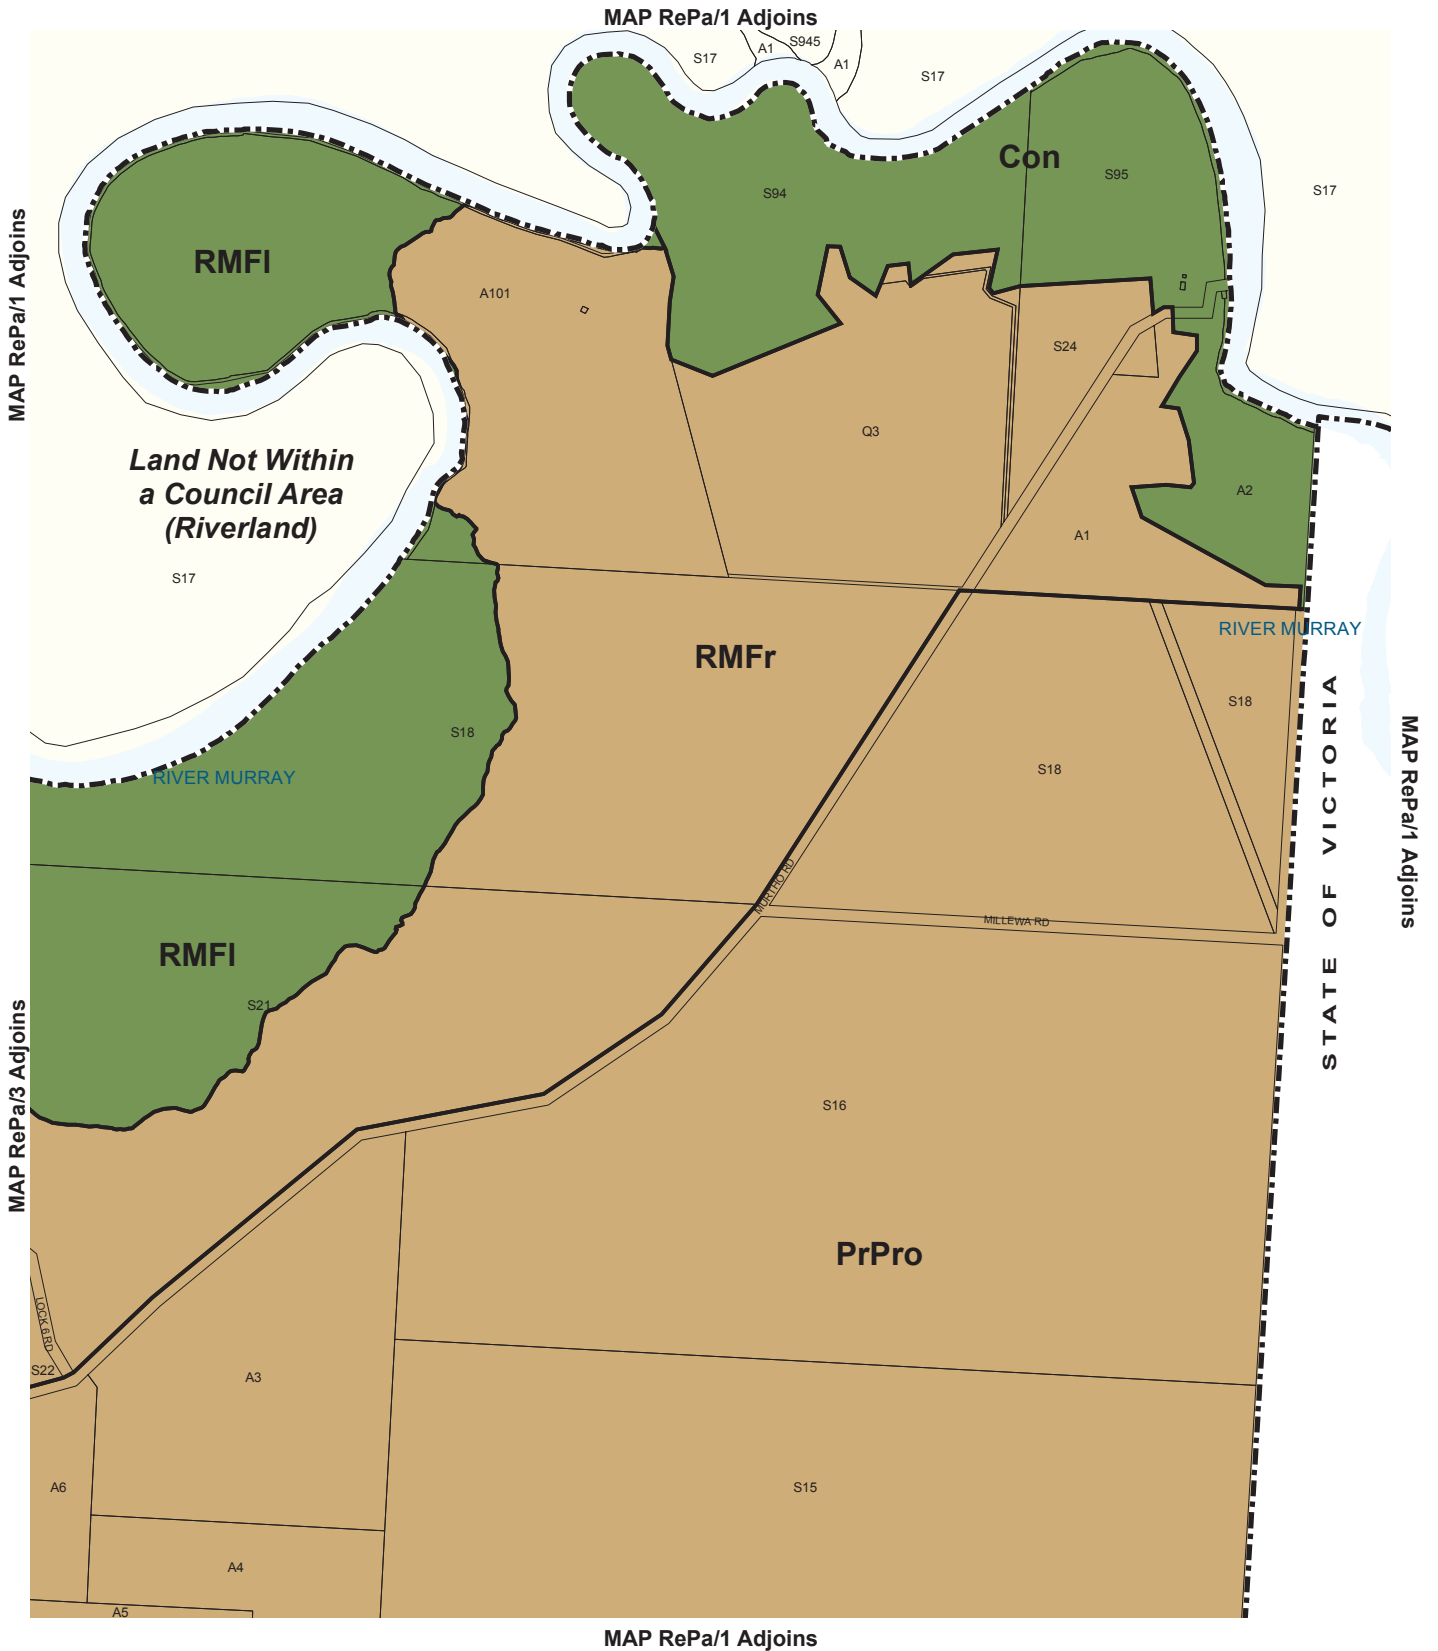 MAP RePa/1 Adjoins
S17
A1
S945
A1
S17
Con
S94
S95
S17
MAP RePa/1 Adjoins
RMFl
A101
S24
Q3
Land Not Within
a Council Area
(Riverland)
S17
A2
A1
RIVER MURRAY
RMFr
S18
S18
S18
RIVER MURRAY
STATE OF VICTORIA
MAP RePa/1 Adjoins
MURTHO RD
MILLEWA RD
RMFl
S21
MAP RePa/3 Adjoins
S16
PrPro
LOCK 6 RD
S22
A3
A6
S15
A4
A5
MAP RePa/1 Adjoins